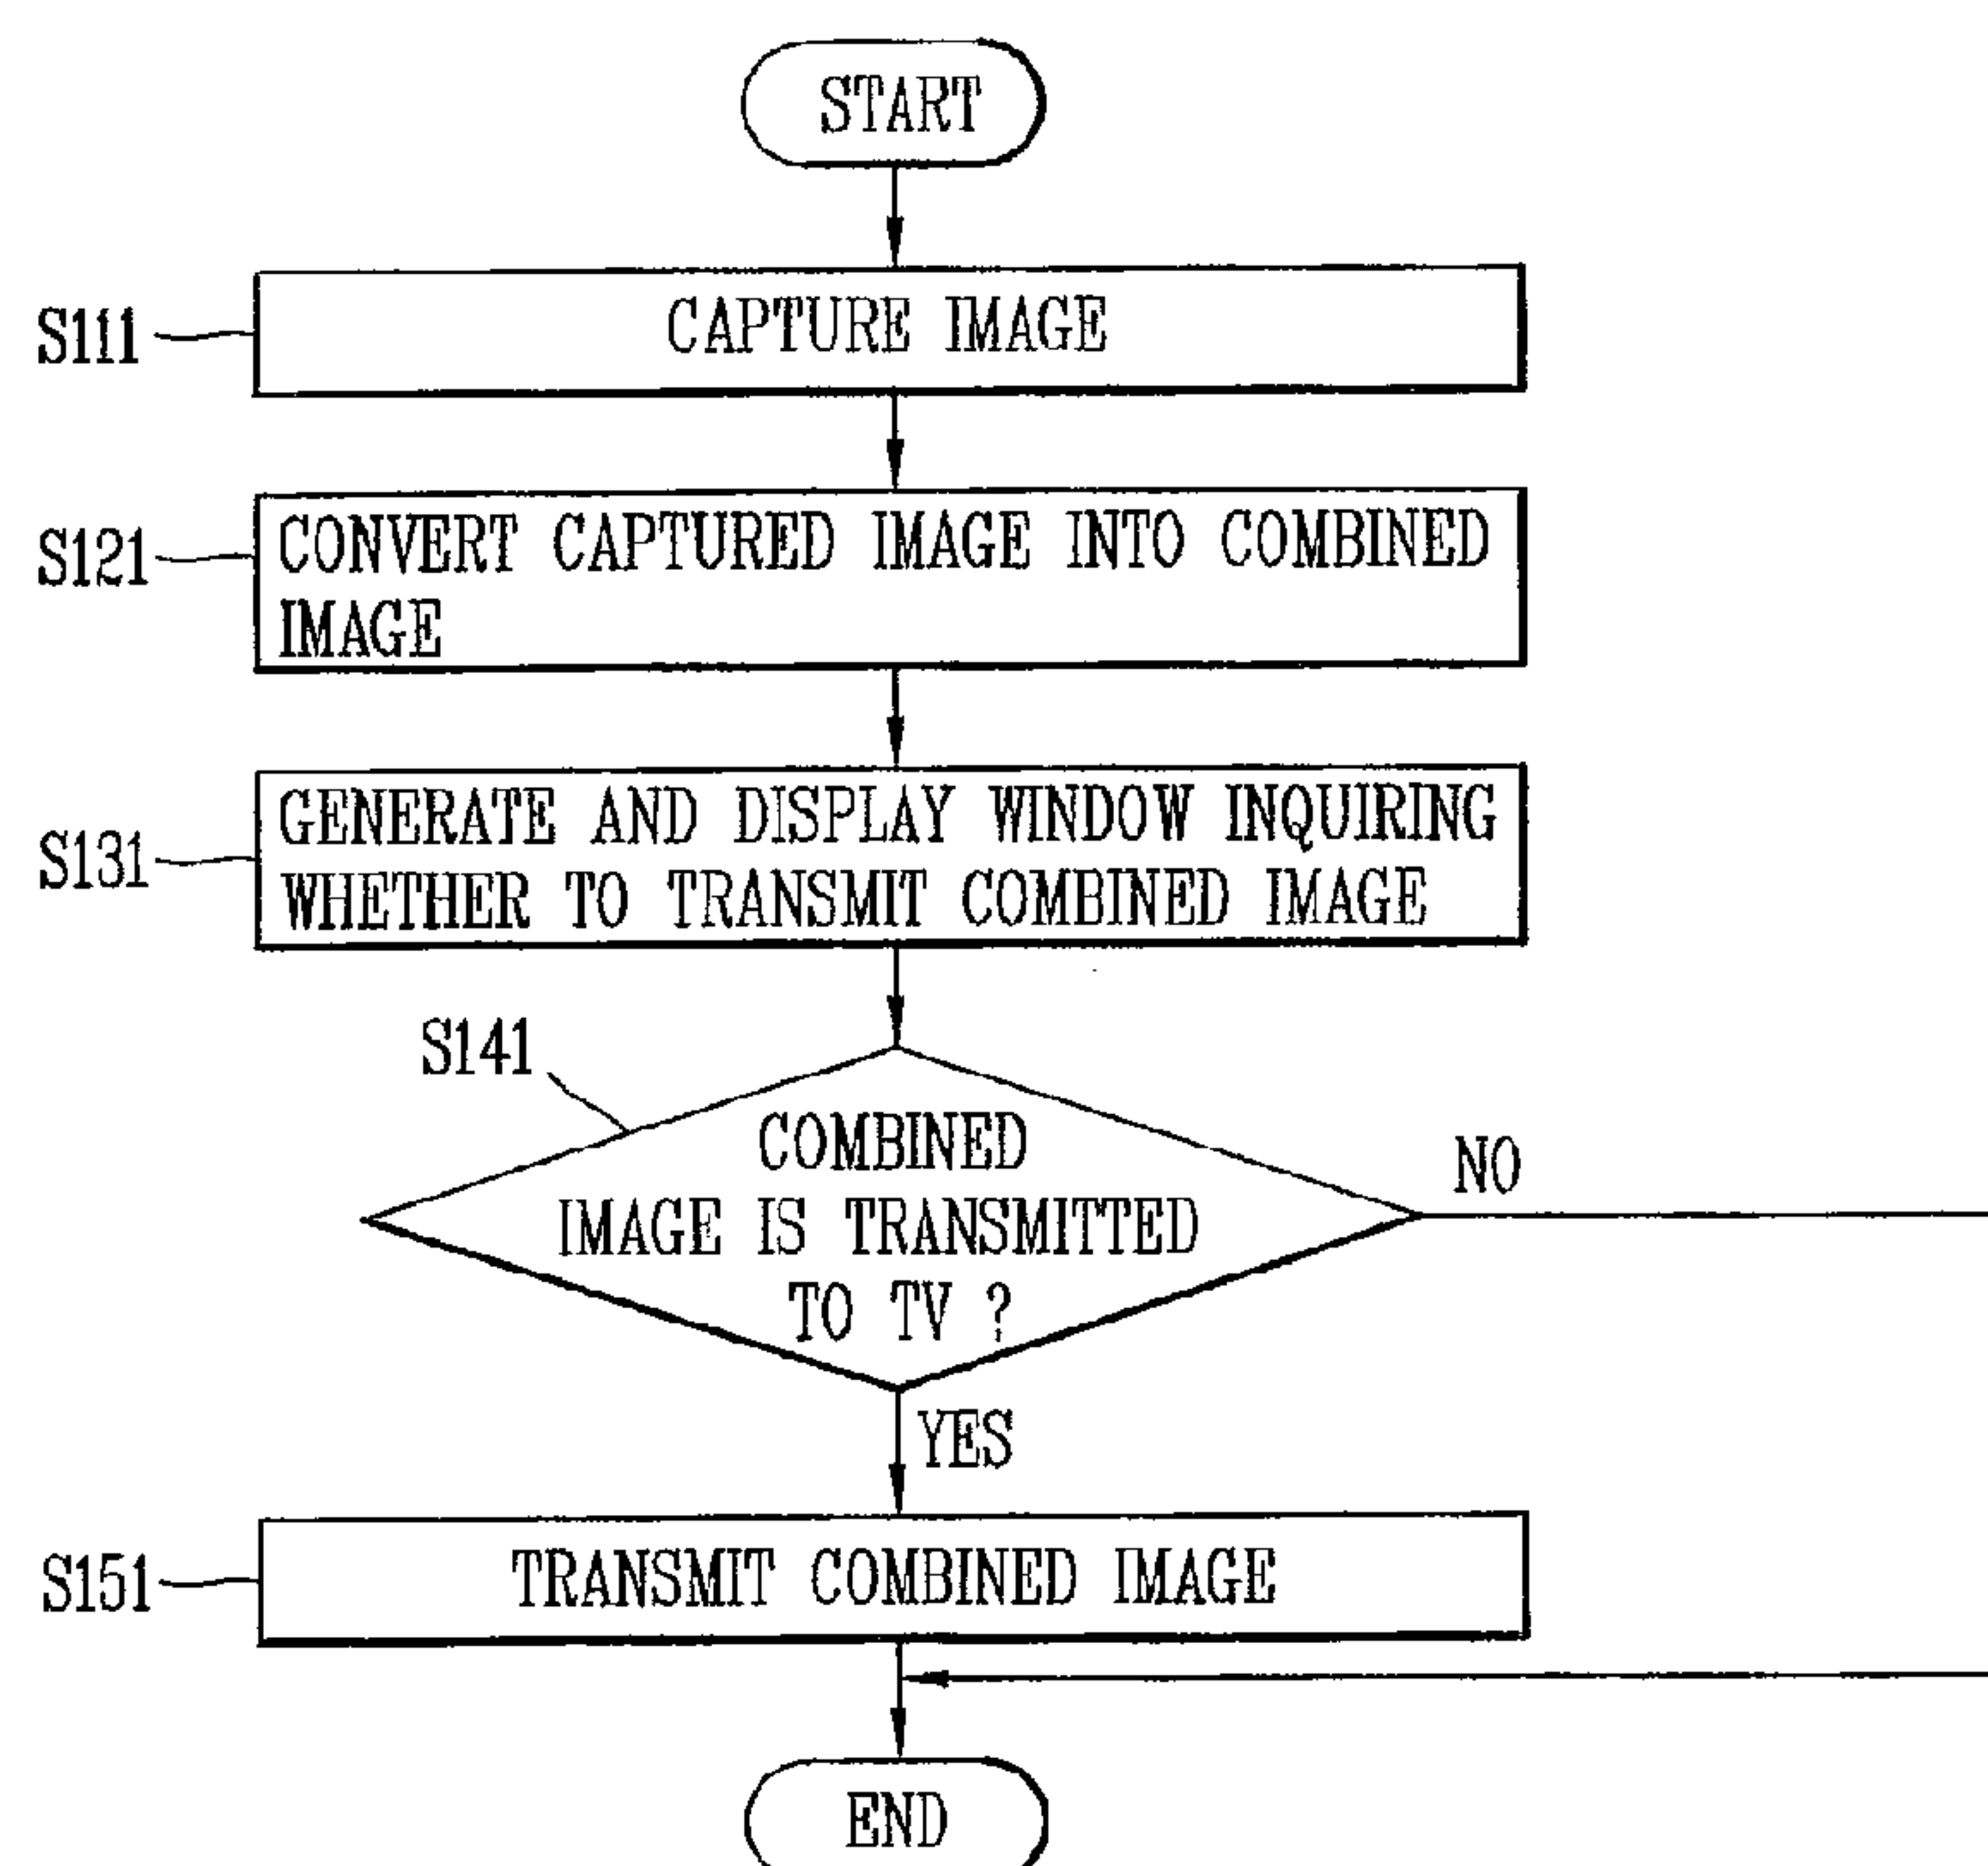 START
S111
CAPTURE IMAGE
S121
CONVERT CAPTURED IMAGE INTO COMBINED
IMAGE
S131
GENERATE AND DISPLAY WINDOW INQUIRING
WHETHER TO TRANSMIT COMBINED IMAGE
S141
COMBINED
IMAGE IS TRANSMITTED
TO TV ?
NO
YES
S151
TRANSMIT COMBINED IMAGE
END